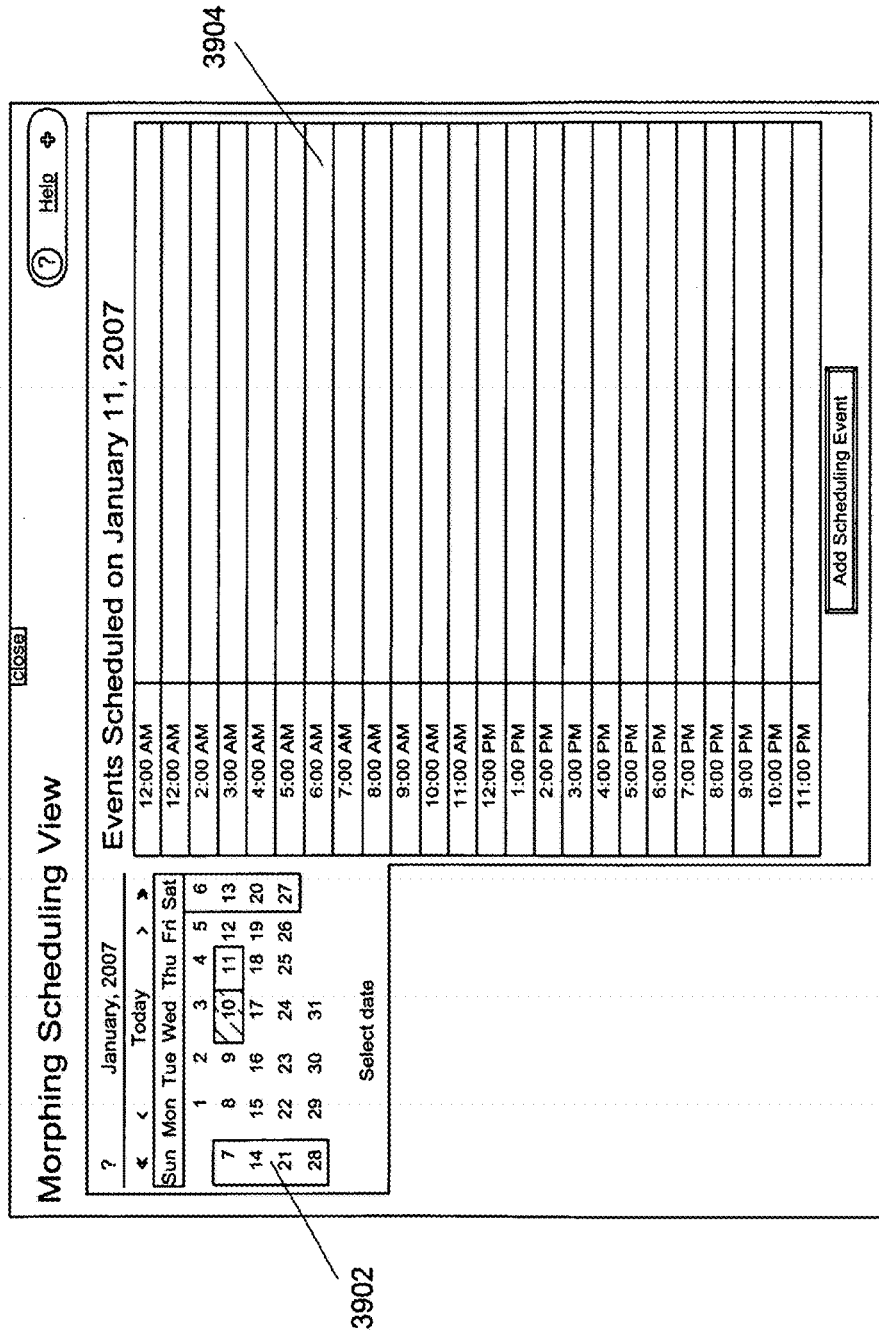 close
Morphing Scheduling View
? Help
? January, 2007
« < Today > »
Sun Mon Tue Wed Thu Fri Sat
1 2 3 4 5 6
7 8 9 10 11 12 13
14 15 16 17 18 19 20
21 22 23 24 25 26 27
28 29 30 31
Select date
3902
Events Scheduled on January 11, 2007
12:00 AM
12:00 AM
2:00 AM
3:00 AM
4:00 AM
5:00 AM
6:00 AM
7:00 AM
8:00 AM
9:00 AM
10:00 AM
11:00 AM
12:00 PM
1:00 PM
2:00 PM
3:00 PM
4:00 PM
5:00 PM
6:00 PM
7:00 PM
8:00 PM
9:00 PM
10:00 PM
11:00 PM
3904
Add Scheduling Event